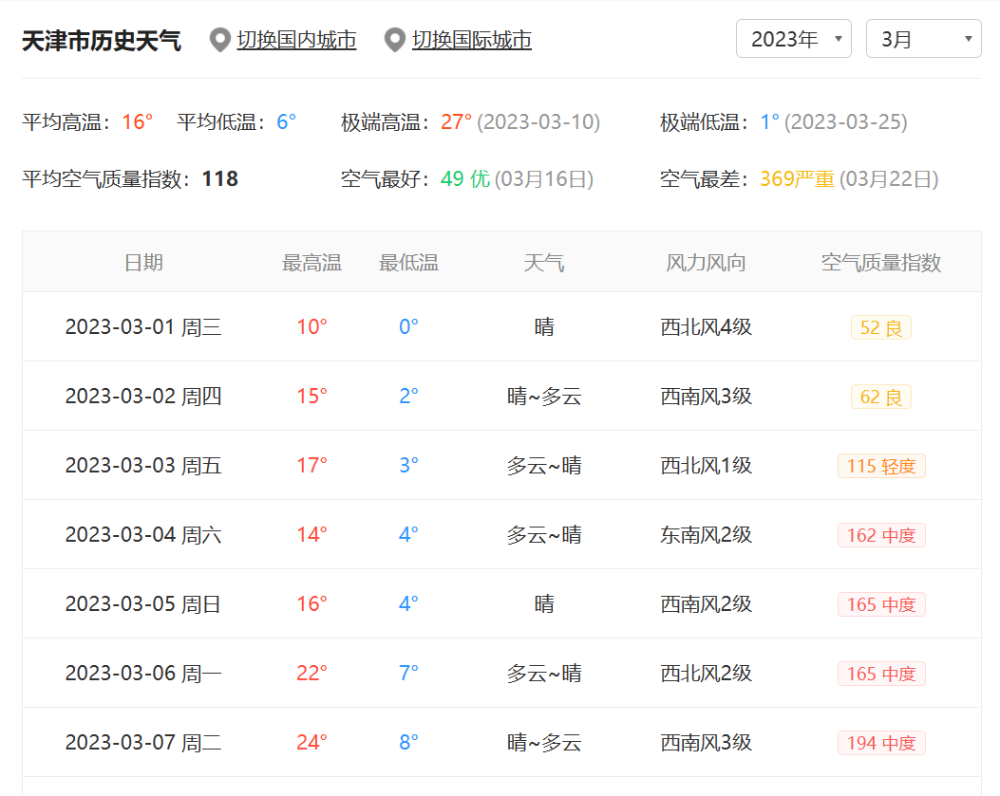 天津市历史天气 切换国内城市 切换国际城市 2023年 3月
平均高温：16° 平均低温：6° 极端高温：27° (2023-03-10) 极端低温：1° (2023-03-25)
平均空气质量指数：118 空气最好：49 优 (03月16日) 空气最差：369严重 (03月22日)
日期 最高温 最低温 天气 风力风向 空气质量指数
2023-03-01 周三 10° 0° 晴 西北风4级 52 良
2023-03-02 周四 15° 2° 晴~多云 西南风3级 62 良
2023-03-03 周五 17° 3° 多云~晴 西北风1级 115 轻度
2023-03-04 周六 14° 4° 多云~晴 东南风2级 162 中度
2023-03-05 周日 16° 4° 晴 西南风2级 165 中度
2023-03-06 周一 22° 7° 多云~晴 西北风2级 165 中度
2023-03-07 周二 24° 8° 晴~多云 西南风3级 194 中度